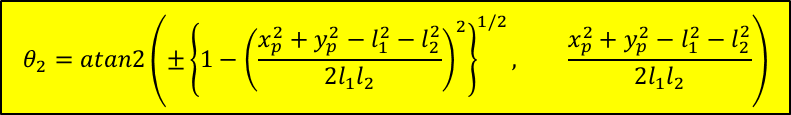 θ₂ = atan2 ( ± { 1 − ( (x_p² + y_p² − l₁² − l₂²) / (2l₁l₂) )² }^{1/2} , (x_p² + y_p² − l₁² − l₂²) / (2l₁l₂) )